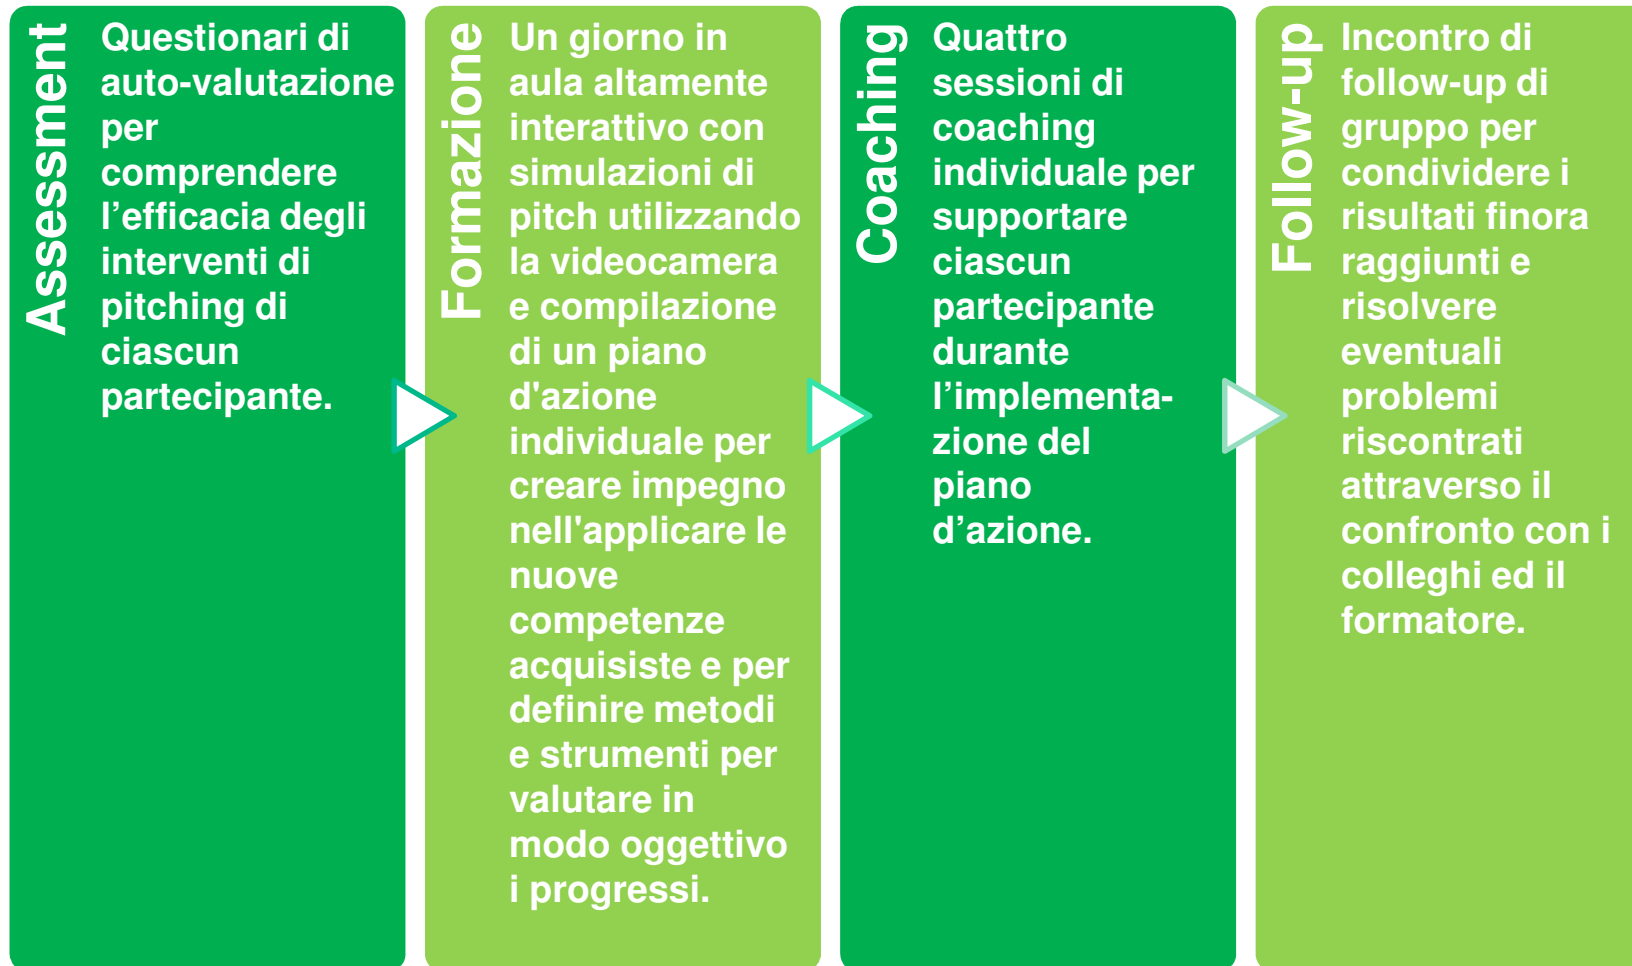 Assessment
Questionari di
auto-valutazione
per
comprendere
l’efficacia degli
interventi di
pitching di
ciascun
partecipante.
Formazione
Un giorno in
aula altamente
interattivo con
simulazioni di
pitch utilizzando
la videocamera
e compilazione
di un piano
d'azione
individuale per
creare impegno
nell'applicare le
nuove
competenze
acquisiste e per
definire metodi
e strumenti per
valutare in
modo oggettivo
i progressi.
Coaching
Quattro
sessioni di
coaching
individuale per
supportare
ciascun
partecipante
durante
l’implementa-
zione del
piano
d’azione.
Follow-up
Incontro di
follow-up di
gruppo per
condividere i
risultati finora
raggiunti e
risolvere
eventuali
problemi
riscontrati
attraverso il
confronto con i
colleghi ed il
formatore.